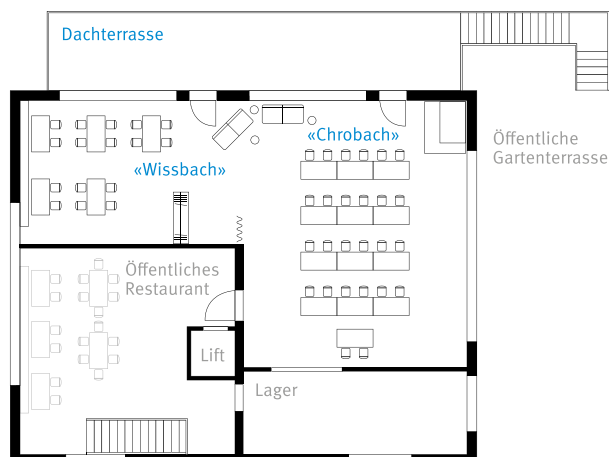 Dachterrasse
«Chrobach»
Öffentliche
Gartenterrasse
«Wissbach»
Öffentliches
Restaurant
Lift
Lager